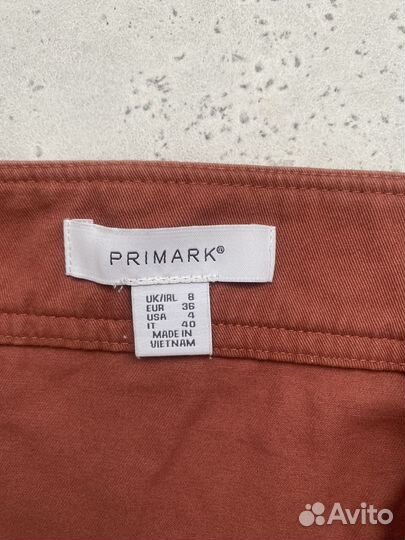 PRIMARK®
UK/IRL 8
EUR 36
USA 4
IT 40
MADE IN
VIETNAM
Avito